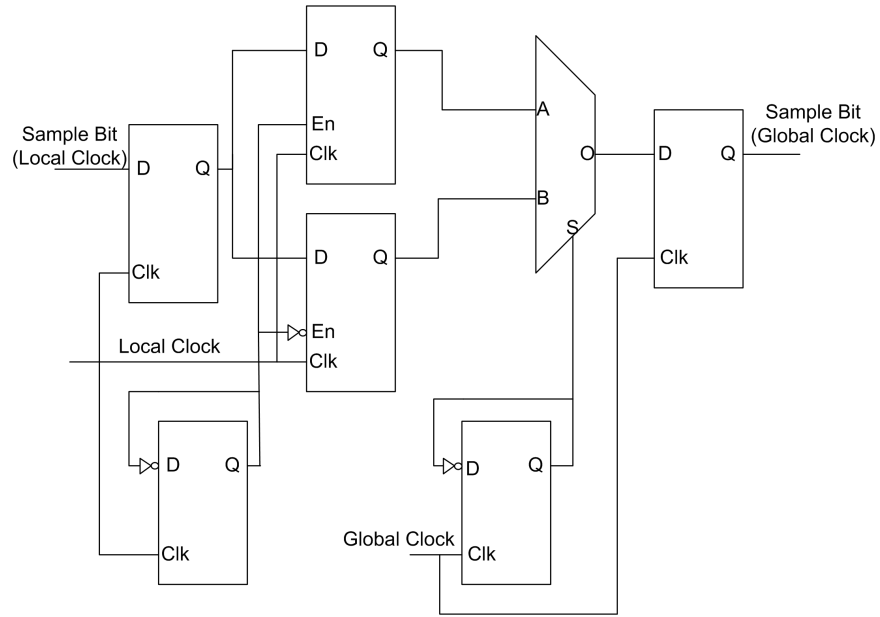 D Q
En
Clk
Sample Bit
(Local Clock)
D Q
Clk
D Q
En
Clk
Local Clock
D Q
Clk
A
B
O
S
D Q
Clk
Sample Bit
(Global Clock)
D Q
Global Clock
Clk